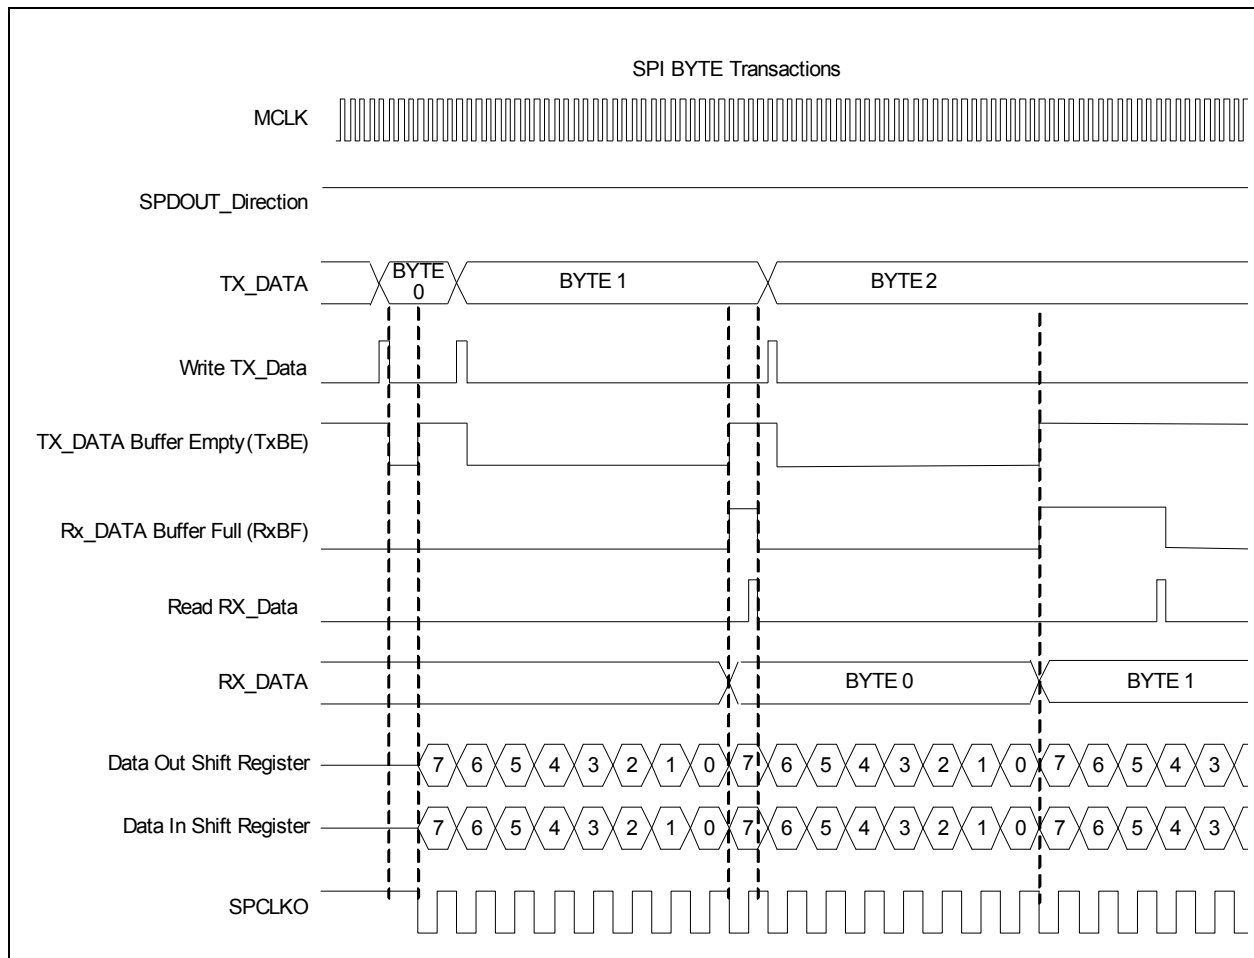 SPI BYTE Transactions
MCLK
SPDOUT_Direction
TX_DATA
BYTE
0
BYTE 1
BYTE 2
Write TX_Data
TX_DATA Buffer Empty (TxBE)
Rx_DATA Buffer Full (RxBF)
Read RX_Data
RX_DATA
BYTE 0
BYTE 1
Data Out Shift Register
7 6 5 4 3 2 1 0 7 6 5 4 3 2 1 0 7 6 5 4 3
Data In Shift Register
7 6 5 4 3 2 1 0 7 6 5 4 3 2 1 0 7 6 5 4 3
SPCLKO